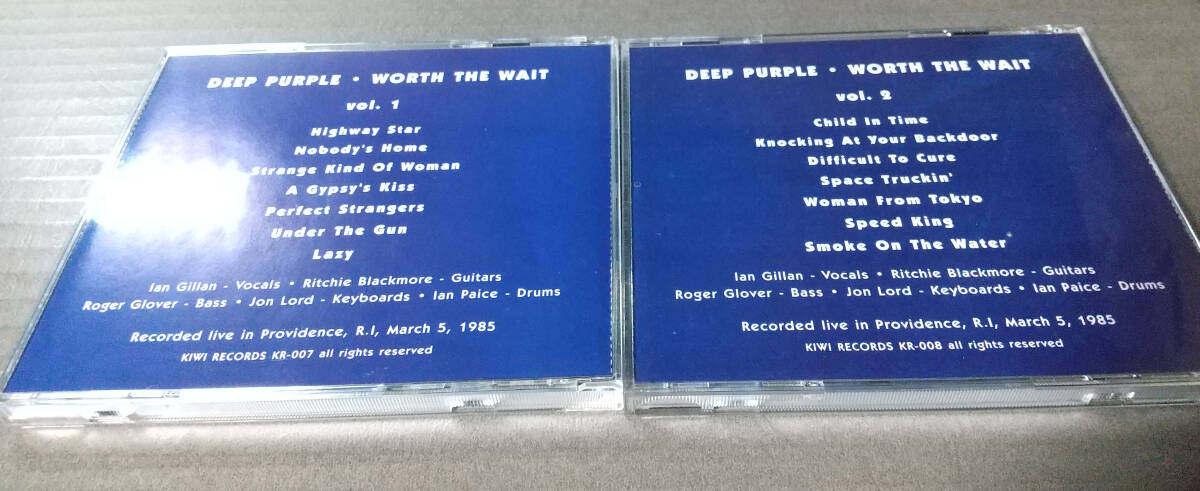 DEEP PURPLE • WORTH THE WAIT
vol. 1
Highway Star
Nobody's Home
Strange Kind Of Woman
A Gypsy's Kiss
Perfect Strangers
Under The Gun
Lazy
Ian Gillan - Vocals • Ritchie Blackmore - Guitars
Roger Glover - Bass • Jon Lord - Keyboards • Ian Paice - Drums
Recorded live in Providence, R.I, March 5, 1985
KIWI RECORDS KR-007 all rights reserved
DEEP PURPLE • WORTH THE WAIT
vol. 2
Child In Time
Knocking At Your Backdoor
Difficult To Cure
Space Truckin'
Woman From Tokyo
Speed King
Smoke On The Water
Ian Gillan - Vocals • Ritchie Blackmore - Guitars
Roger Glover - Bass • Jon Lord - Keyboards • Ian Paice - Drums
Recorded live in Providence, R.I, March 5, 1985
KIWI RECORDS KR-008 all rights reserved